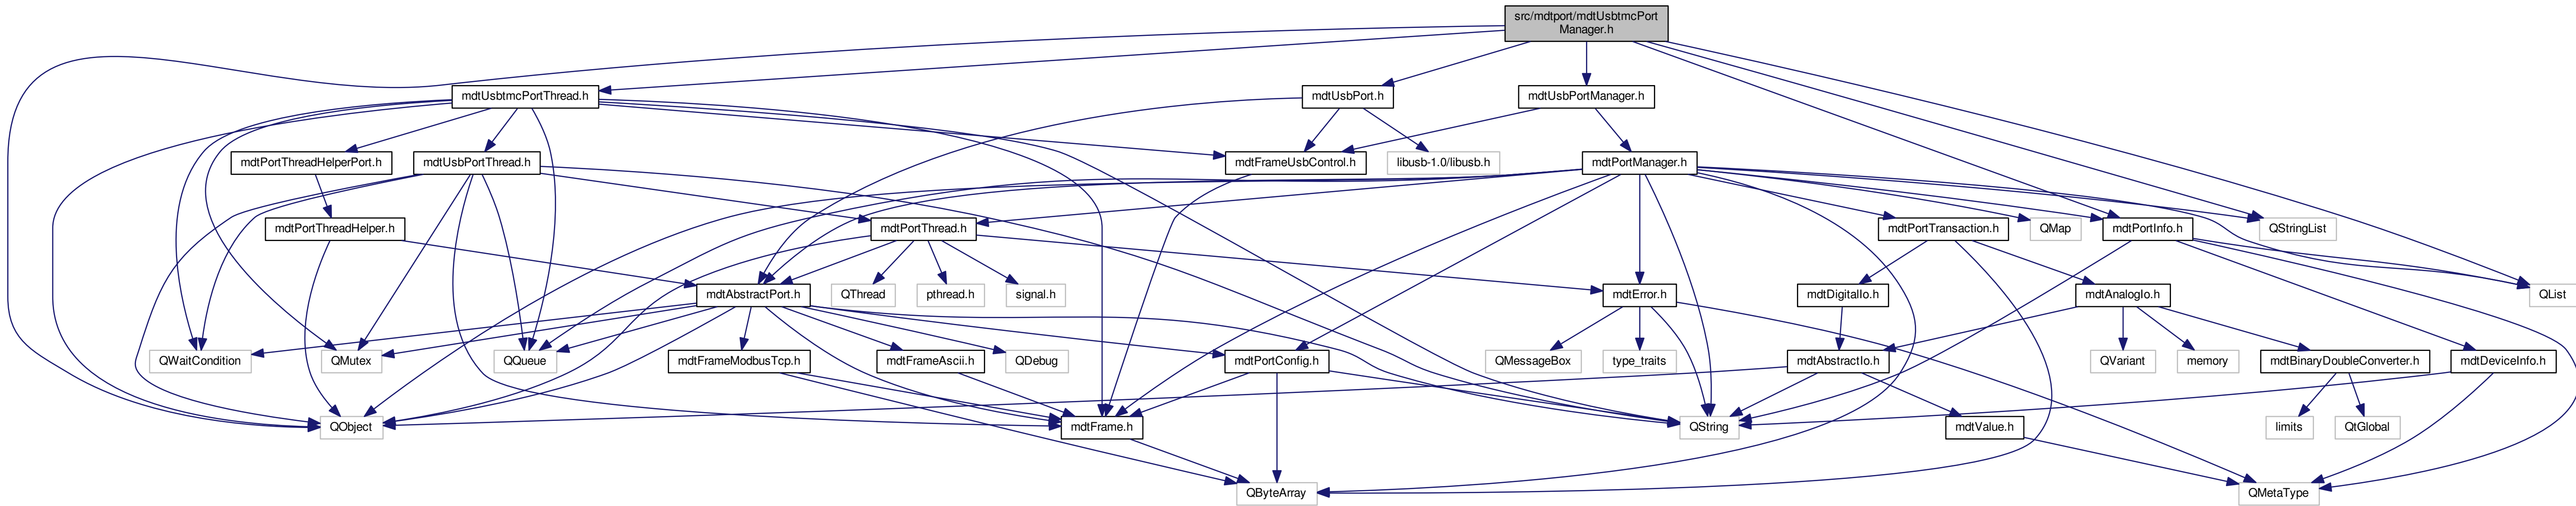 src/mdtport/mdtUsbtmcPort
Manager.h
mdtUsbtmcPortThread.h
mdtUsbPort.h
mdtUsbPortManager.h
mdtPortThreadHelperPort.h
mdtUsbPortThread.h
mdtFrameUsbControl.h
libusb-1.0/libusb.h
mdtPortManager.h
mdtPortThreadHelper.h
mdtPortThread.h
mdtPortTransaction.h
QMap
mdtPortInfo.h
QStringList
mdtAbstractPort.h
QThread
pthread.h
signal.h
mdtError.h
mdtDigitalIo.h
mdtAnalogIo.h
QList
QWaitCondition
QMutex
QQueue
mdtFrameModbusTcp.h
mdtFrameAscii.h
QDebug
mdtPortConfig.h
QMessageBox
type_traits
mdtAbstractIo.h
QVariant
memory
mdtBinaryDoubleConverter.h
mdtDeviceInfo.h
QObject
mdtFrame.h
QString
mdtValue.h
limits
QtGlobal
QByteArray
QMetaType